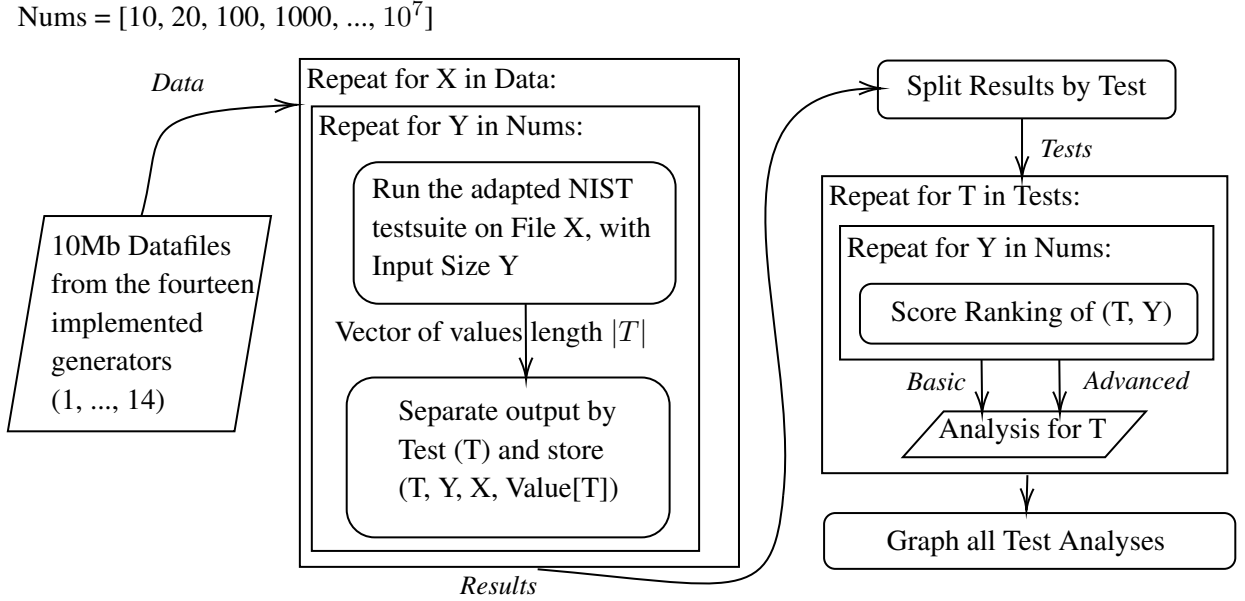 Nums = [10, 20, 100, 1000, ..., 10⁷]
Data
10Mb Datafiles
from the fourteen
implemented
generators
(1, ..., 14)
Repeat for X in Data:
Repeat for Y in Nums:
Run the adapted NIST
testsuite on File X, with
Input Size Y
Vector of values length |T|
Separate output by
Test (T) and store
(T, Y, X, Value[T])
Results
Split Results by Test
Tests
Repeat for T in Tests:
Repeat for Y in Nums:
Score Ranking of (T, Y)
Basic
Advanced
Analysis for T
Graph all Test Analyses